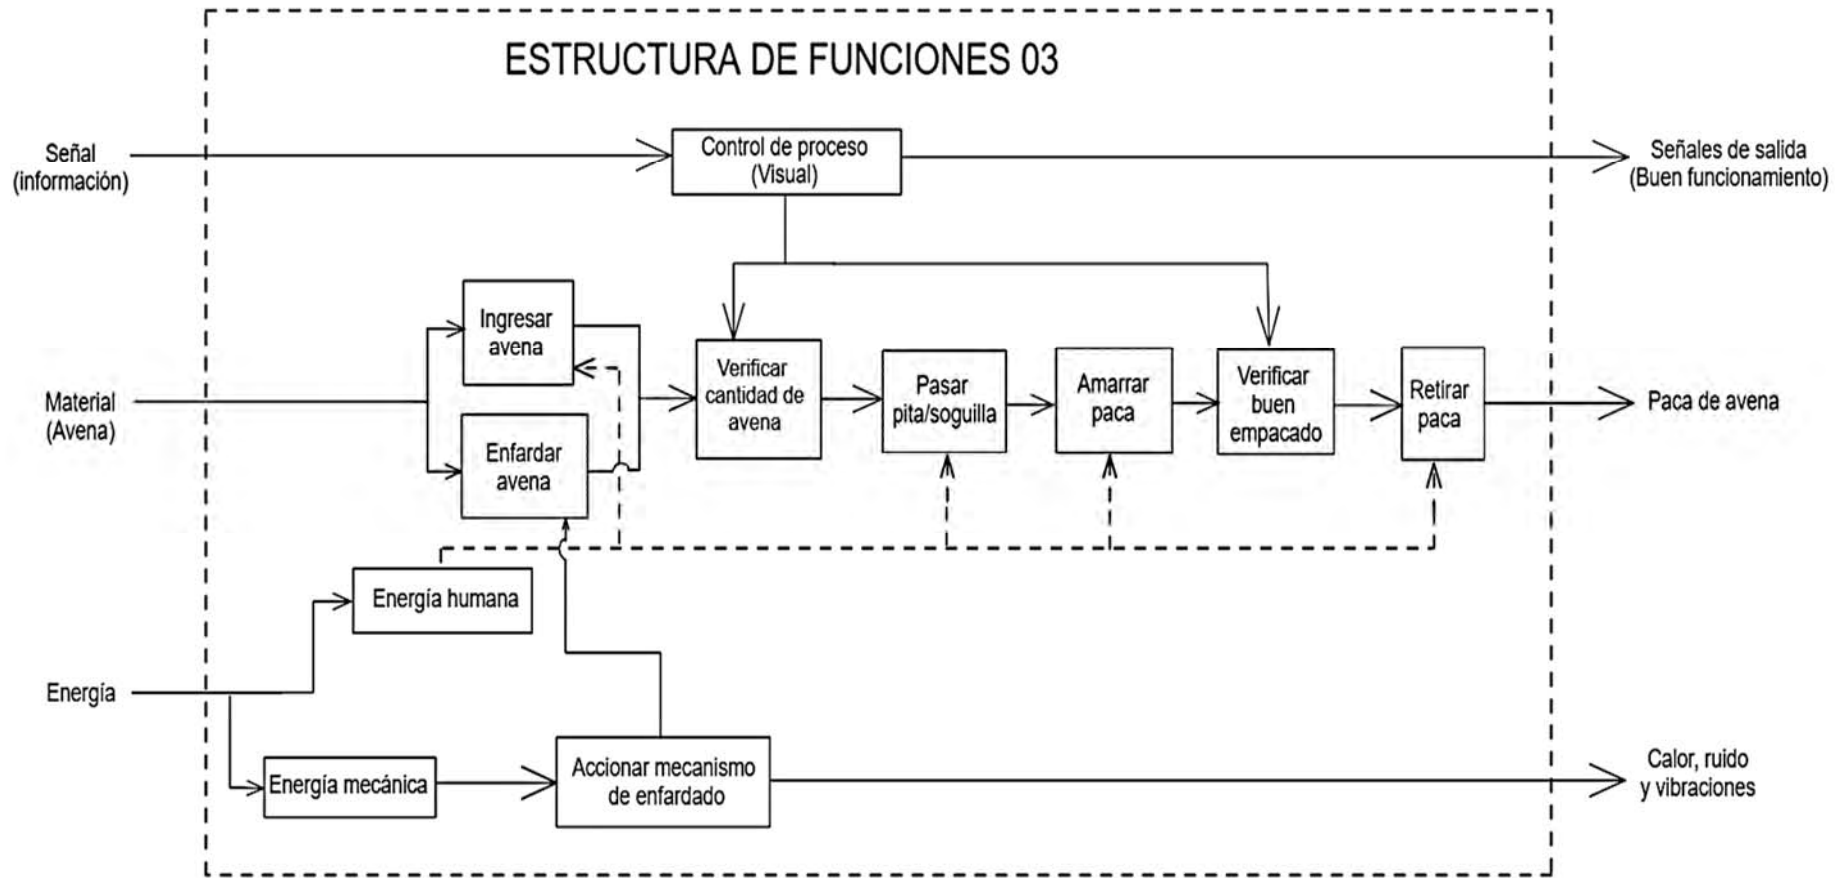 ESTRUCTURA DE FUNCIONES 03
Señal
(información)
Control de proceso
(Visual)
Señales de salida
(Buen funcionamiento)
Material
(Avena)
Ingresar
avena
Enfardar
avena
Verificar
cantidad de
avena
Pasar
pita/soguilla
Amarrar
paca
Verificar
buen
empacado
Retirar
paca
Paca de avena
Energía
Energía humana
Energía mecánica
Accionar mecanismo
de enfardado
Calor, ruido
y vibraciones